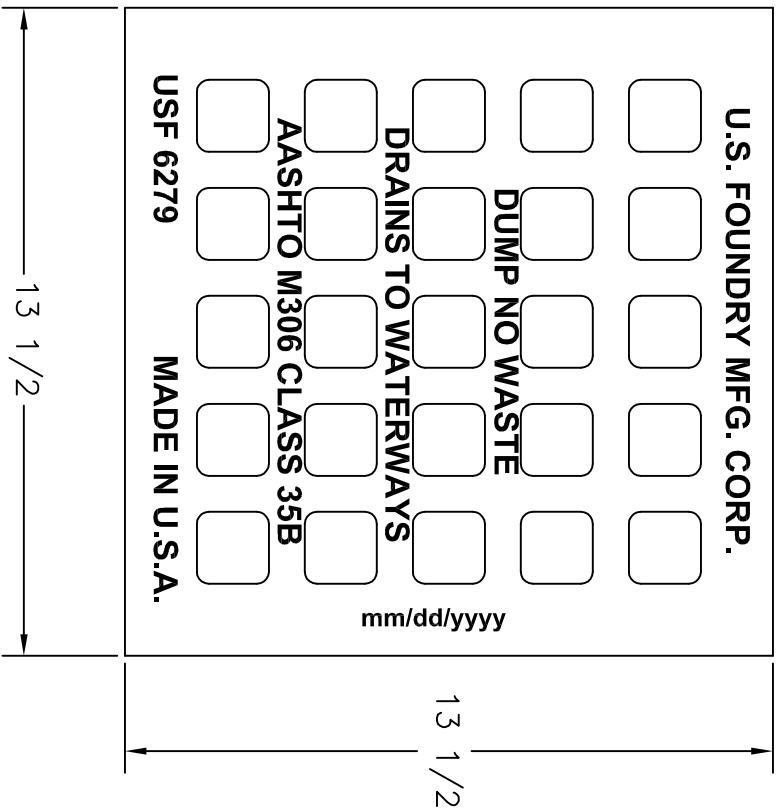 U.S. FOUNDRY MFG. CORP.
DUMP NO WASTE
DRAINS TO WATERWAYS
AASHTO M306 CLASS 35B
USF 6279 MADE IN U.S.A.
mm/dd/yyyy
13 1/2
13 1/2